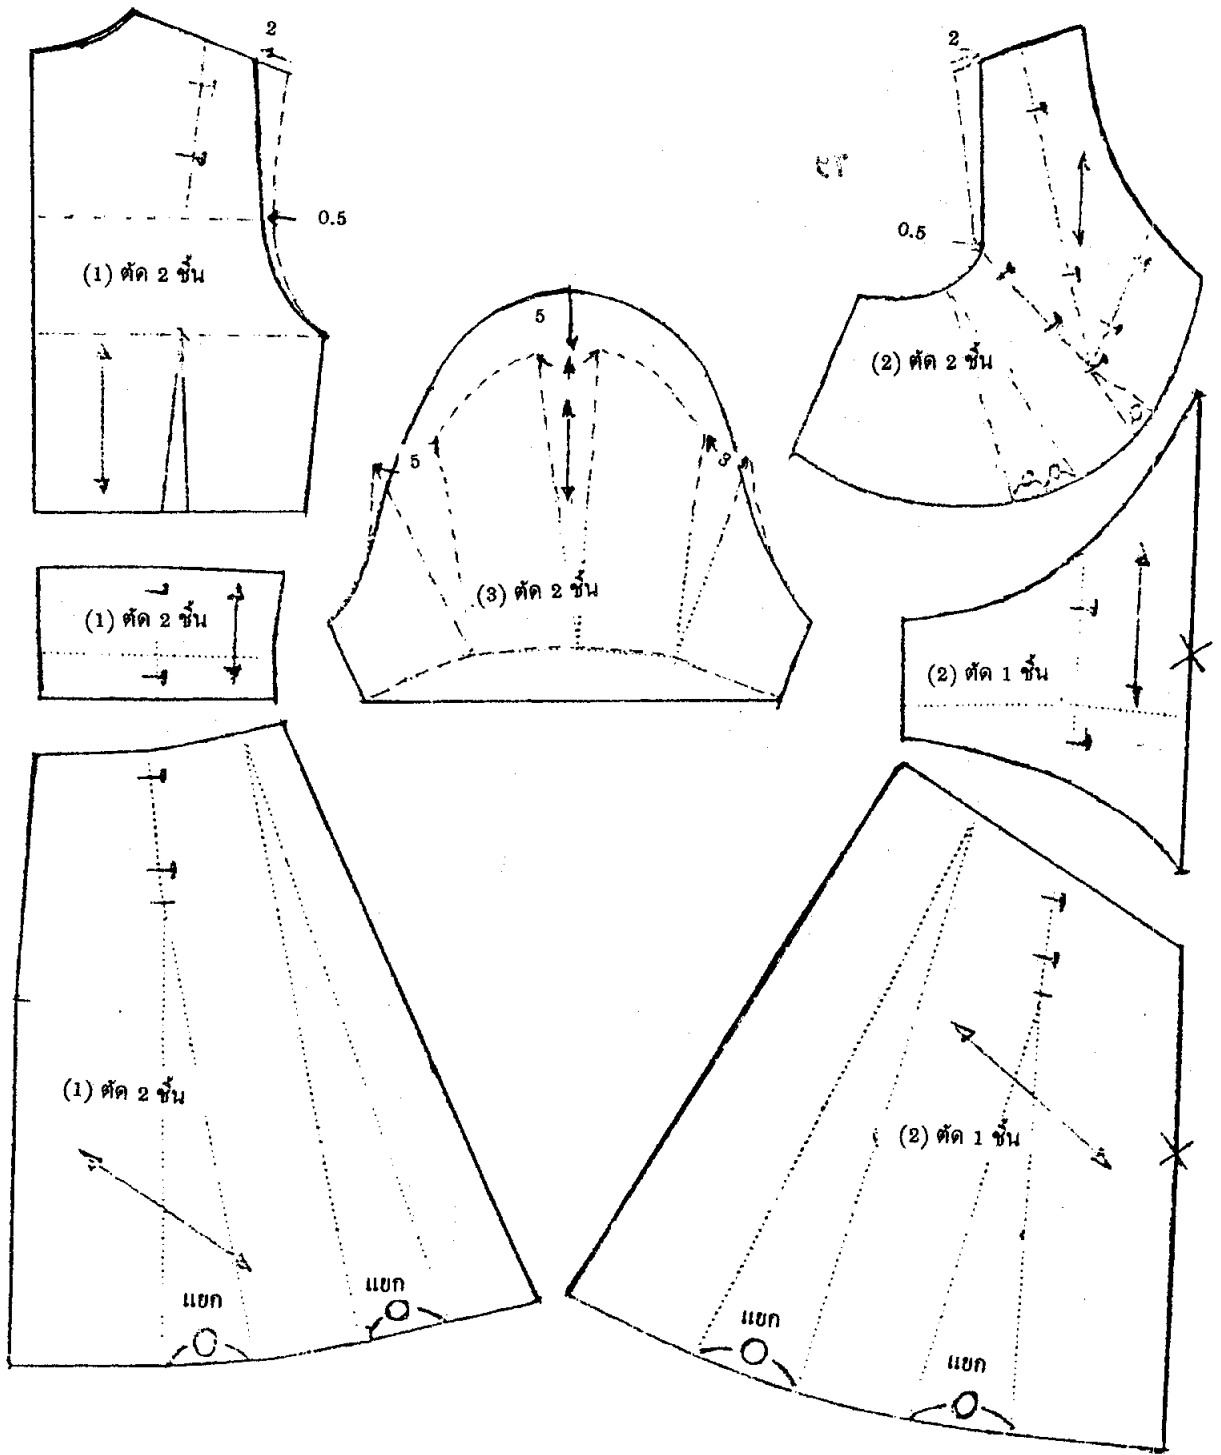 2
2
0.5
0.5
(1) ตัด 2 ชิ้น
5
(2) ตัด 2 ชิ้น
5
3
(3) ตัด 2 ชิ้น
(1) ตัด 2 ชิ้น
(2) ตัด 1 ชิ้น
(1) ตัด 2 ชิ้น
(2) ตัด 1 ชิ้น
แยก
แยก
แยก
แยก